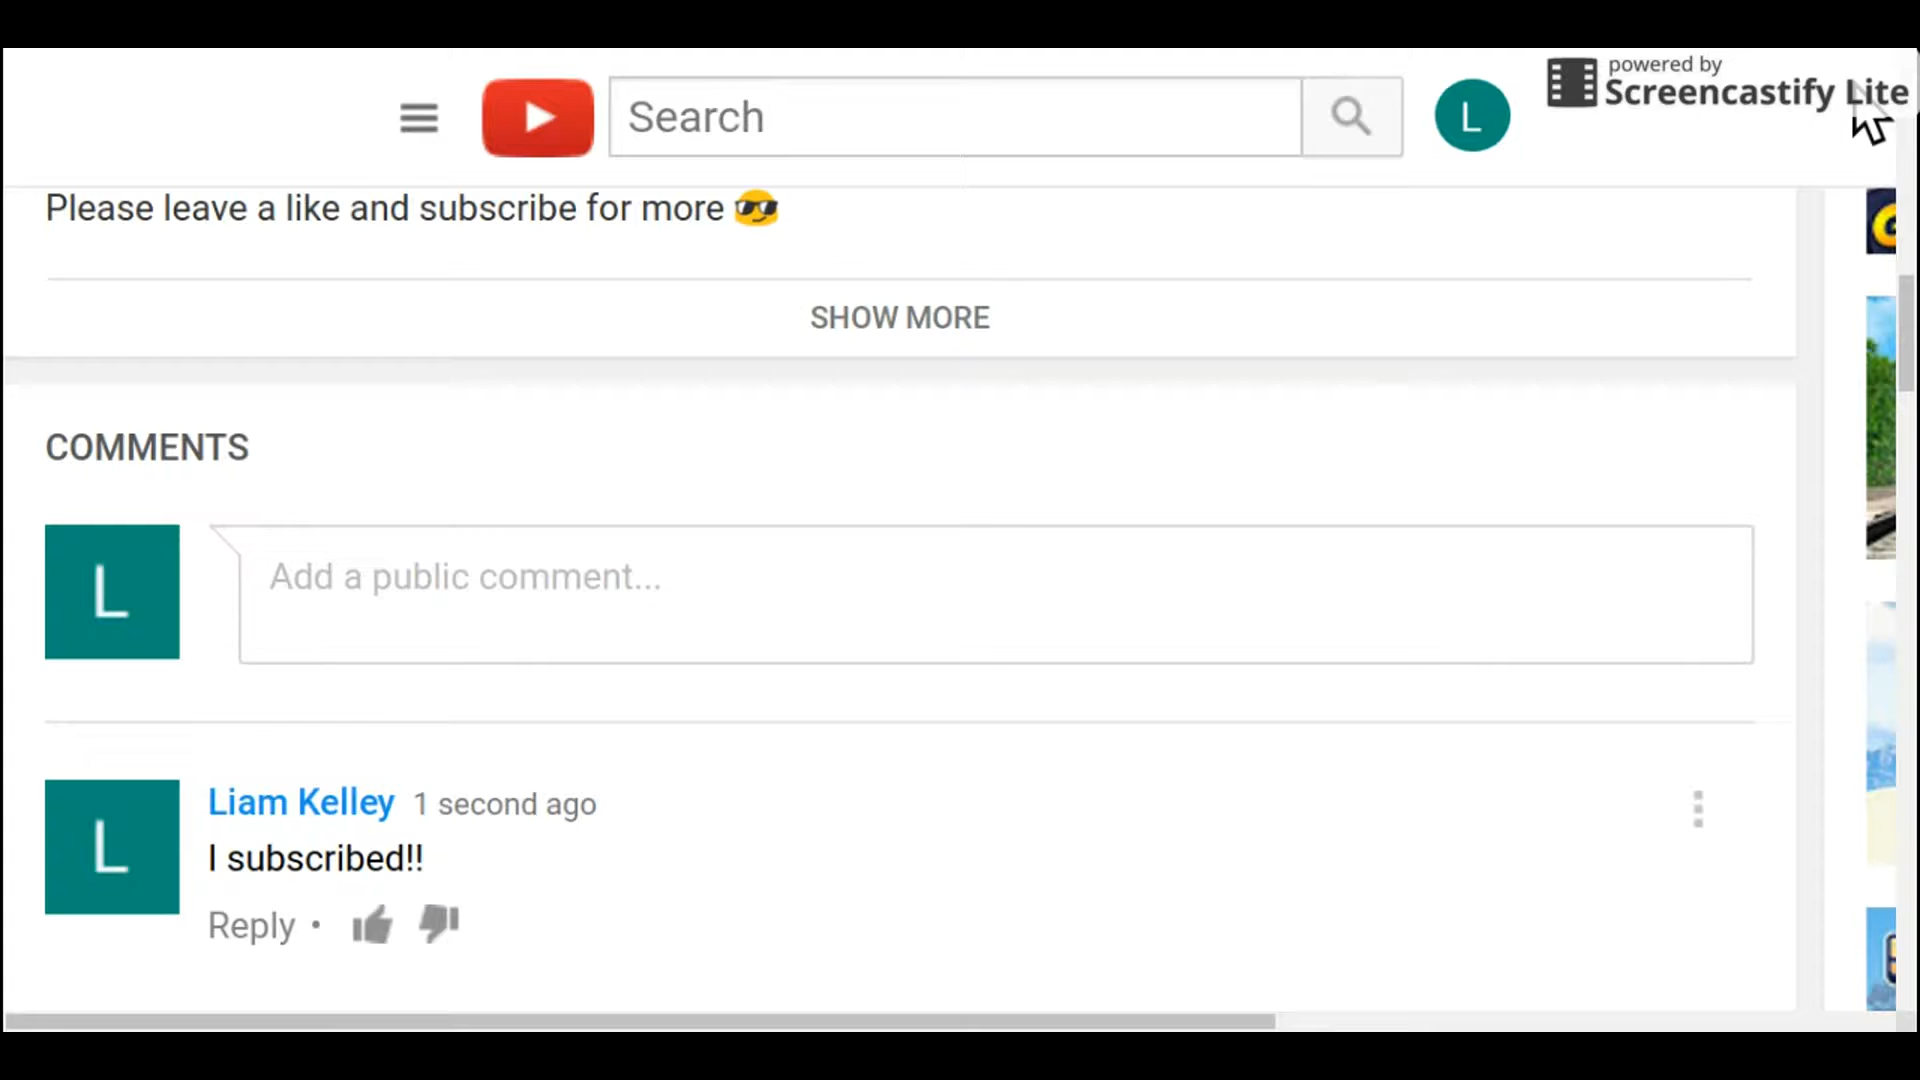 powered by
Screencastify Lite
Search
L
Please leave a like and subscribe for more 😎
SHOW MORE
COMMENTS
L
Add a public comment...
L
Liam Kelley 1 second ago
I subscribed!!
Reply •